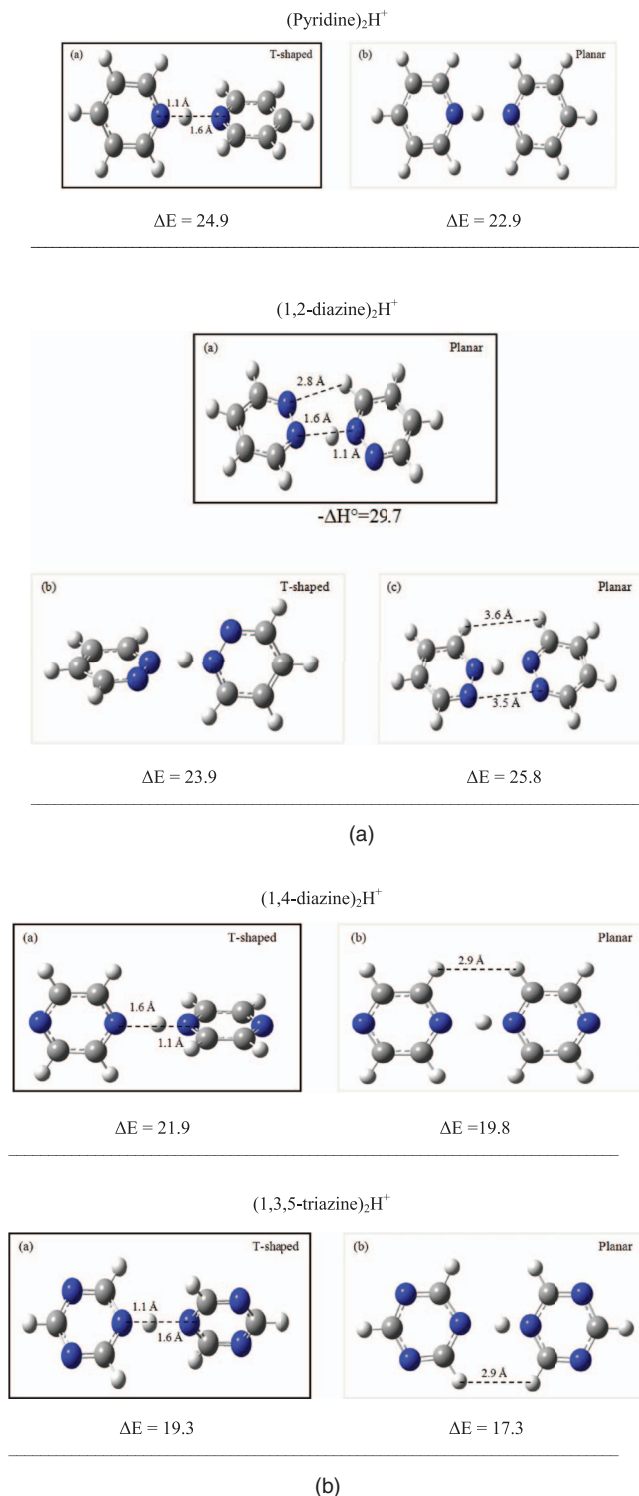 (Pyridine)₂H⁺
(a) T-shaped
1.1 Å
1.6 Å
(b) Planar
ΔE = 24.9
ΔE = 22.9
(1,2-diazine)₂H⁺
(a) Planar
2.8 Å
1.6 Å
1.1 Å
-ΔH°=29.7
(b) T-shaped
(c) Planar
3.6 Å
3.5 Å
ΔE = 23.9
ΔE = 25.8
(a)
(1,4-diazine)₂H⁺
(a) T-shaped
1.6 Å
1.1 Å
(b) Planar
2.9 Å
ΔE = 21.9
ΔE =19.8
(1,3,5-triazine)₂H⁺
(a) T-shaped
1.1 Å
1.6 Å
(b) Planar
2.9 Å
ΔE = 19.3
ΔE = 17.3
(b)